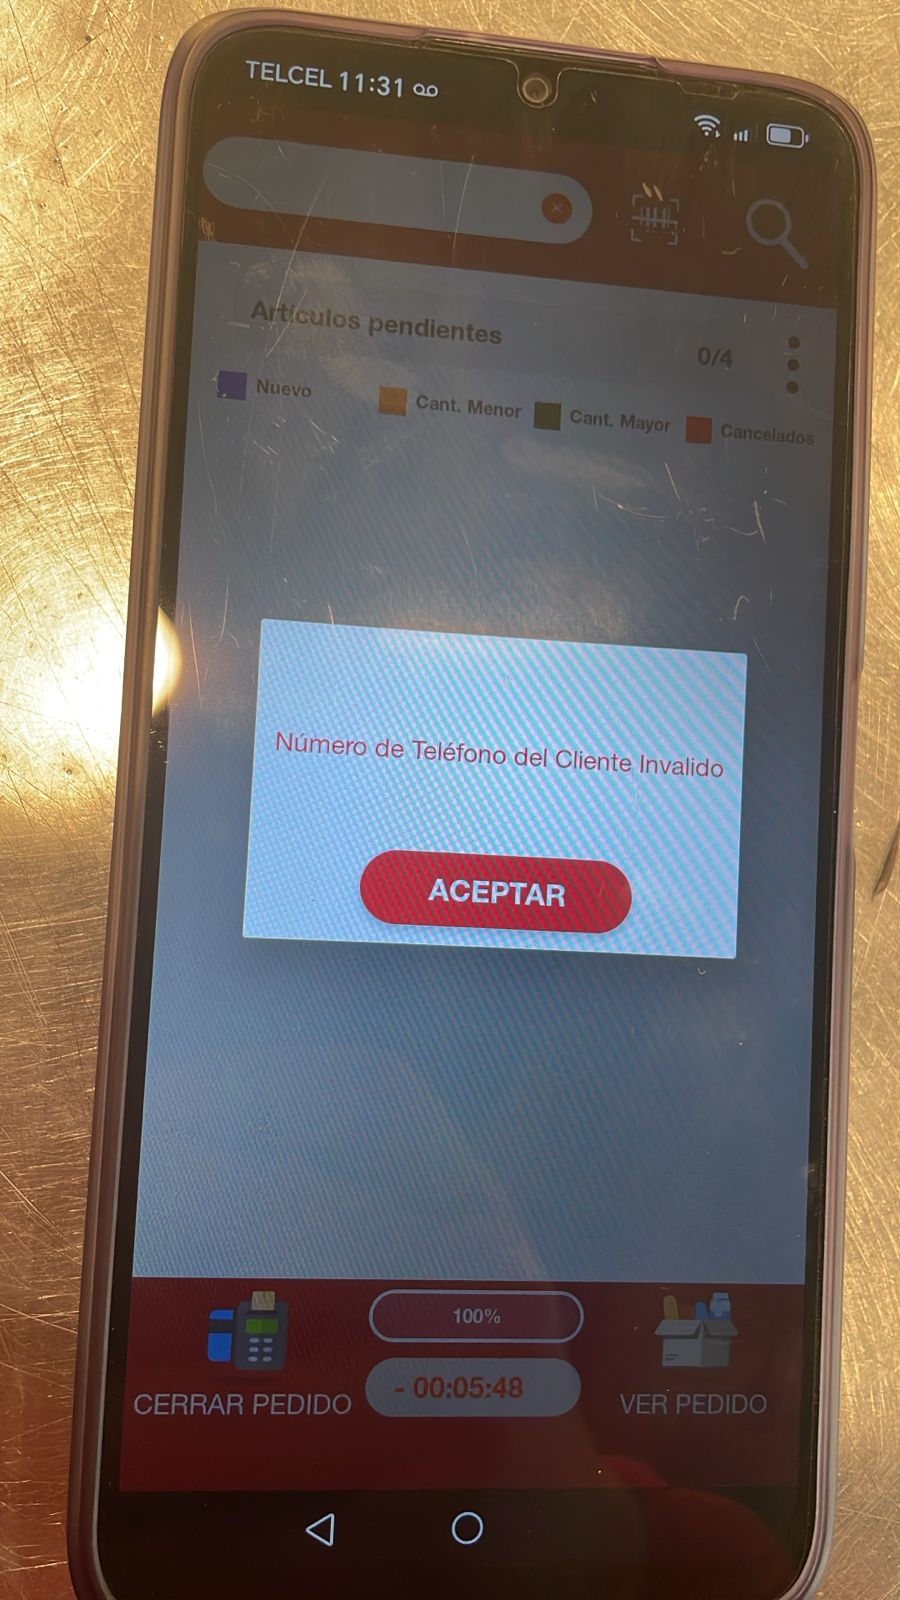 TELCEL 11:31
Artículos pendientes
0/4
Nuevo
Cant. Menor
Cant. Mayor
Cancelados
Número de Teléfono del Cliente Invalido
ACEPTAR
100%
- 00:05:48
CERRAR PEDIDO
VER PEDIDO